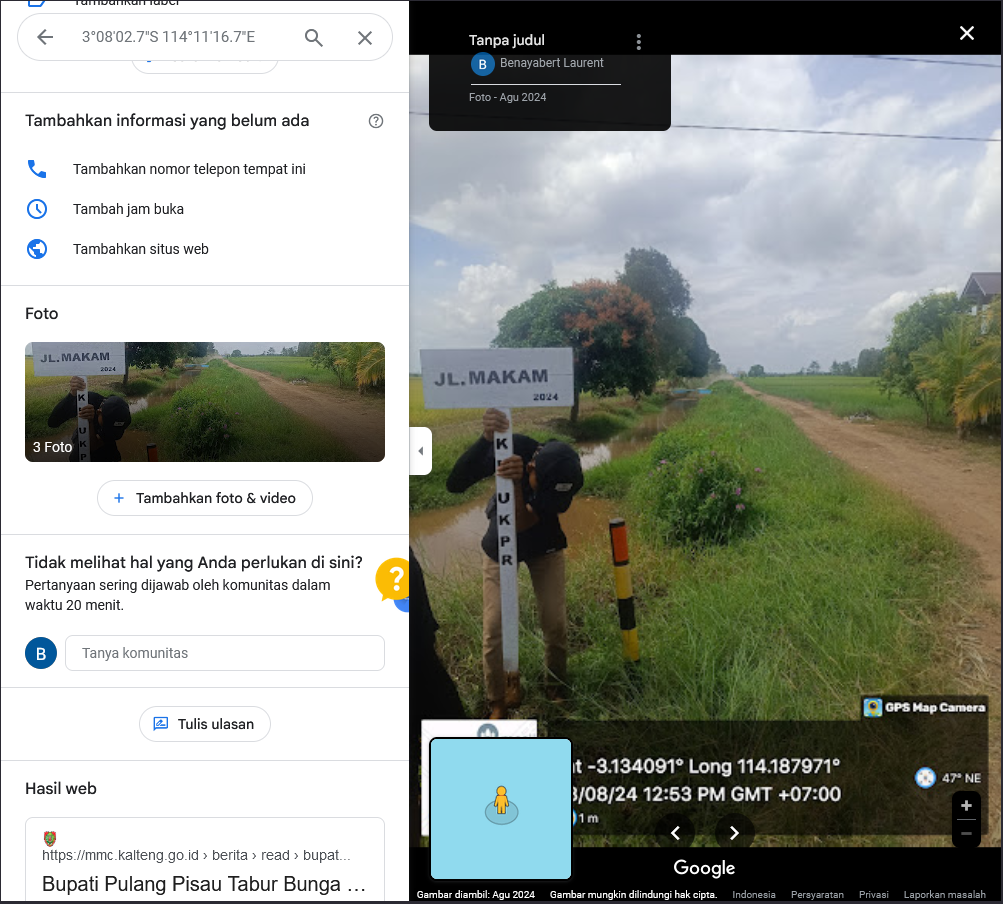 Tambahkan label
3°08'02.7"S 114°11'16.7"E
Tambahkan informasi yang belum ada
Tambahkan nomor telepon tempat ini
Tambah jam buka
Tambahkan situs web
Foto
JL.MAKAM
2024
K
U
K
P
3 Foto
Tambahkan foto & video
Tidak melihat hal yang Anda perlukan di sini?
Pertanyaan sering dijawab oleh komunitas dalam
waktu 20 menit.
?
B
Tanya komunitas
Tulis ulasan
Hasil web
https://mmc.kalteng.go.id › berita › read › bupat...
Bupati Pulang Pisau Tabur Bunga ...
Tanpa judul
B
Benayabert Laurent
Foto - Agu 2024
JL.MAKAM
2024
K
U
K
P
R
GPS Map Camera
-3.134091° Long 114.187971°
/08/24 12:53 PM GMT +07:00
1 m
47° NE
Google
Gambar diambil: Agu 2024
Gambar mungkin dilindungi hak cipta.
Indonesia
Persyaratan
Privasi
Laporkan masalah